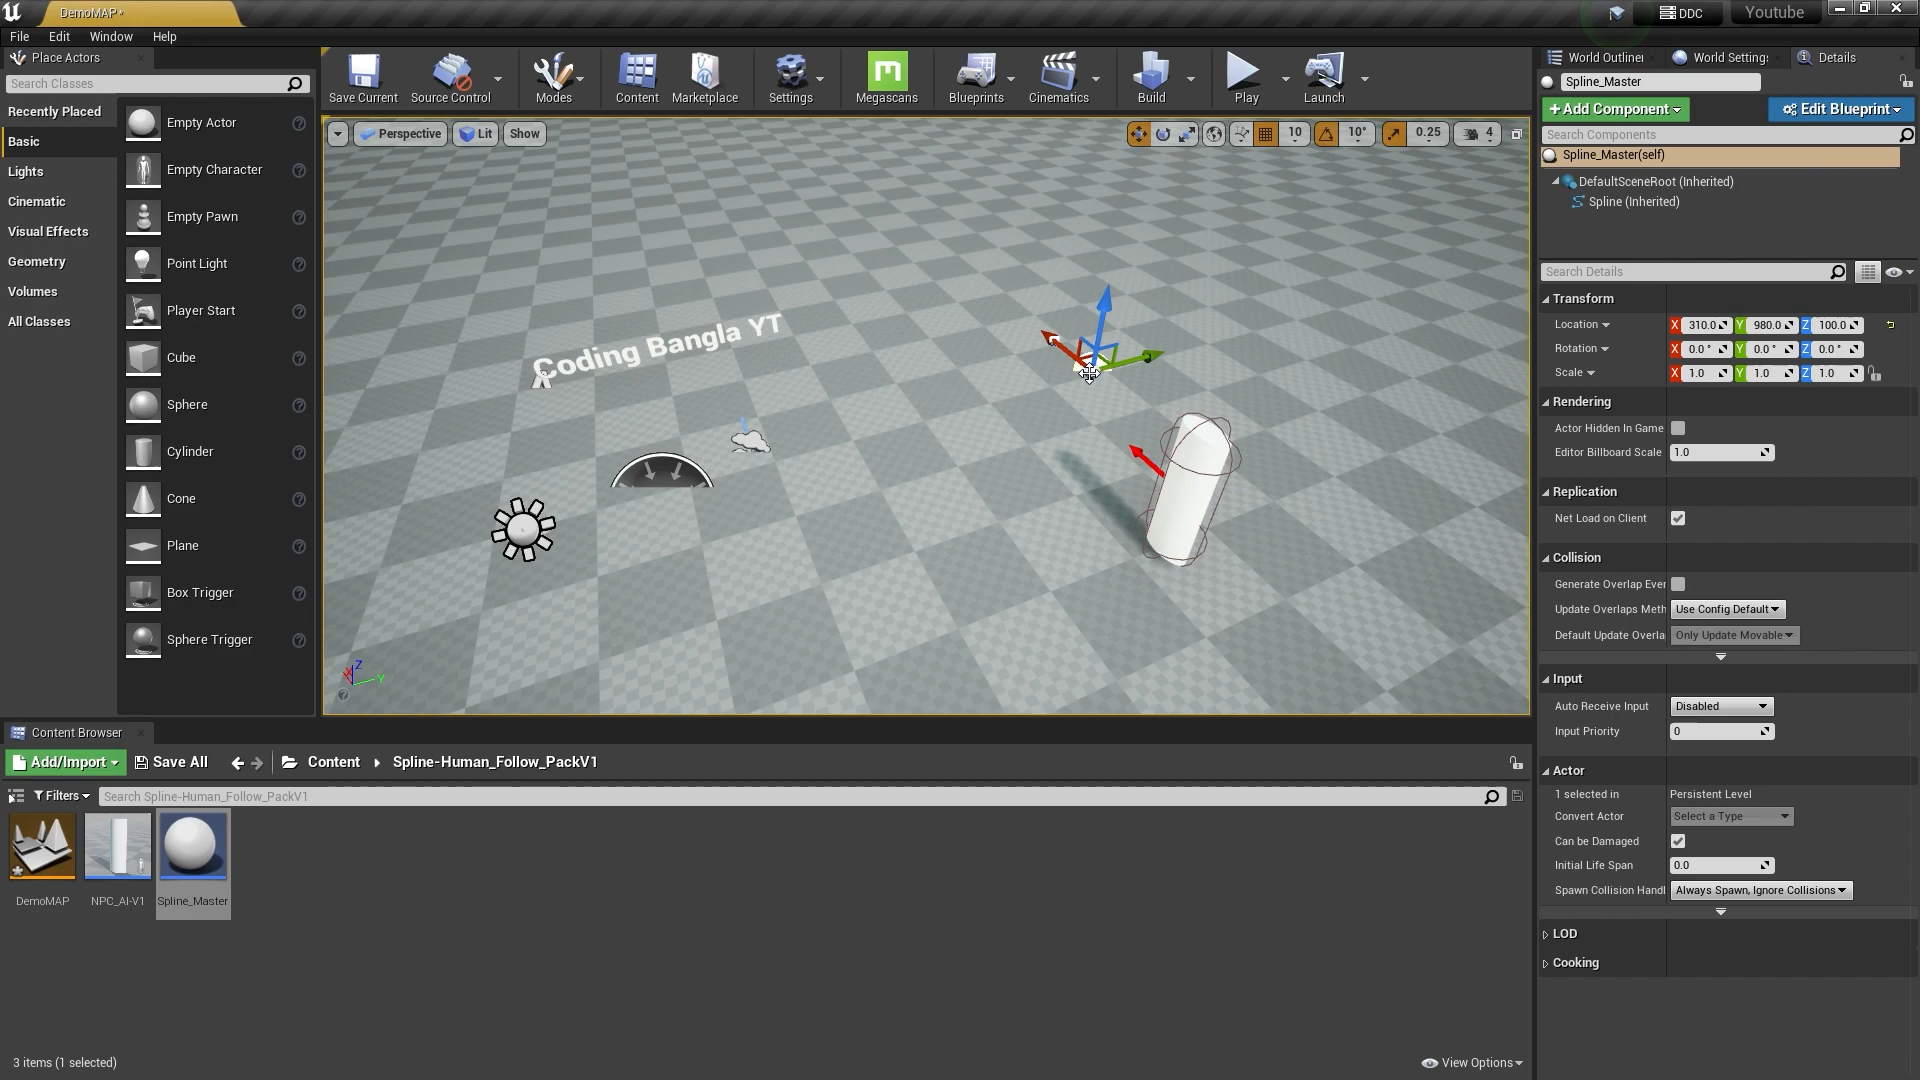 DemoMAP*
DDC
Youtube
File Edit Window Help
Place Actors
Search Classes
Recently Placed
Basic
Lights
Cinematic
Visual Effects
Geometry
Volumes
All Classes
Empty Actor
Empty Character
Empty Pawn
Point Light
Player Start
Cube
Sphere
Cylinder
Cone
Plane
Box Trigger
Sphere Trigger
Save Current Source Control Modes Content Marketplace Settings Megascans Blueprints Cinematics Build Play Launch
Perspective Lit Show 10 10° 0.25 4
Coding Bangla YT
Z
X
Y
World Outliner World Settings Details
Spline_Master
+Add Component Edit Blueprint
Search Components
Spline_Master(self)
DefaultSceneRoot (Inherited)
Spline (Inherited)
Search Details
Transform
Location X 310.0 Y 980.0 Z 100.0
Rotation X 0.0 ° Y 0.0 ° Z 0.0 °
Scale X 1.0 Y 1.0 Z 1.0
Rendering
Actor Hidden In Game
Editor Billboard Scale 1.0
Replication
Net Load on Client
Collision
Generate Overlap Ever
Update Overlaps Meth Use Config Default
Default Update Overla Only Update Movable
Input
Auto Receive Input Disabled
Input Priority 0
Actor
1 selected in Persistent Level
Convert Actor Select a Type
Can be Damaged
Initial Life Span 0.0
Spawn Collision Handl Always Spawn, Ignore Collisions
LOD
Cooking
Content Browser
Add/Import Save All Content Spline-Human_Follow_PackV1
Filters Search Spline-Human_Follow_PackV1
DemoMAP NPC_AI-V1 Spline_Master
3 items (1 selected) View Options